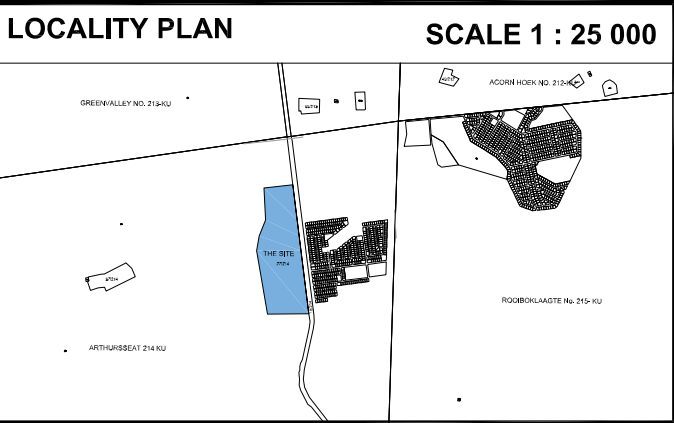 LOCALITY PLAN
SCALE 1 : 25 000
GREENVALLEY NO. 213-KU
ACORN HOEK NO. 212-
THE SITE
ROOIBOKLAAGTE No. 215- KU
ARTHURSSEAT 214 KU